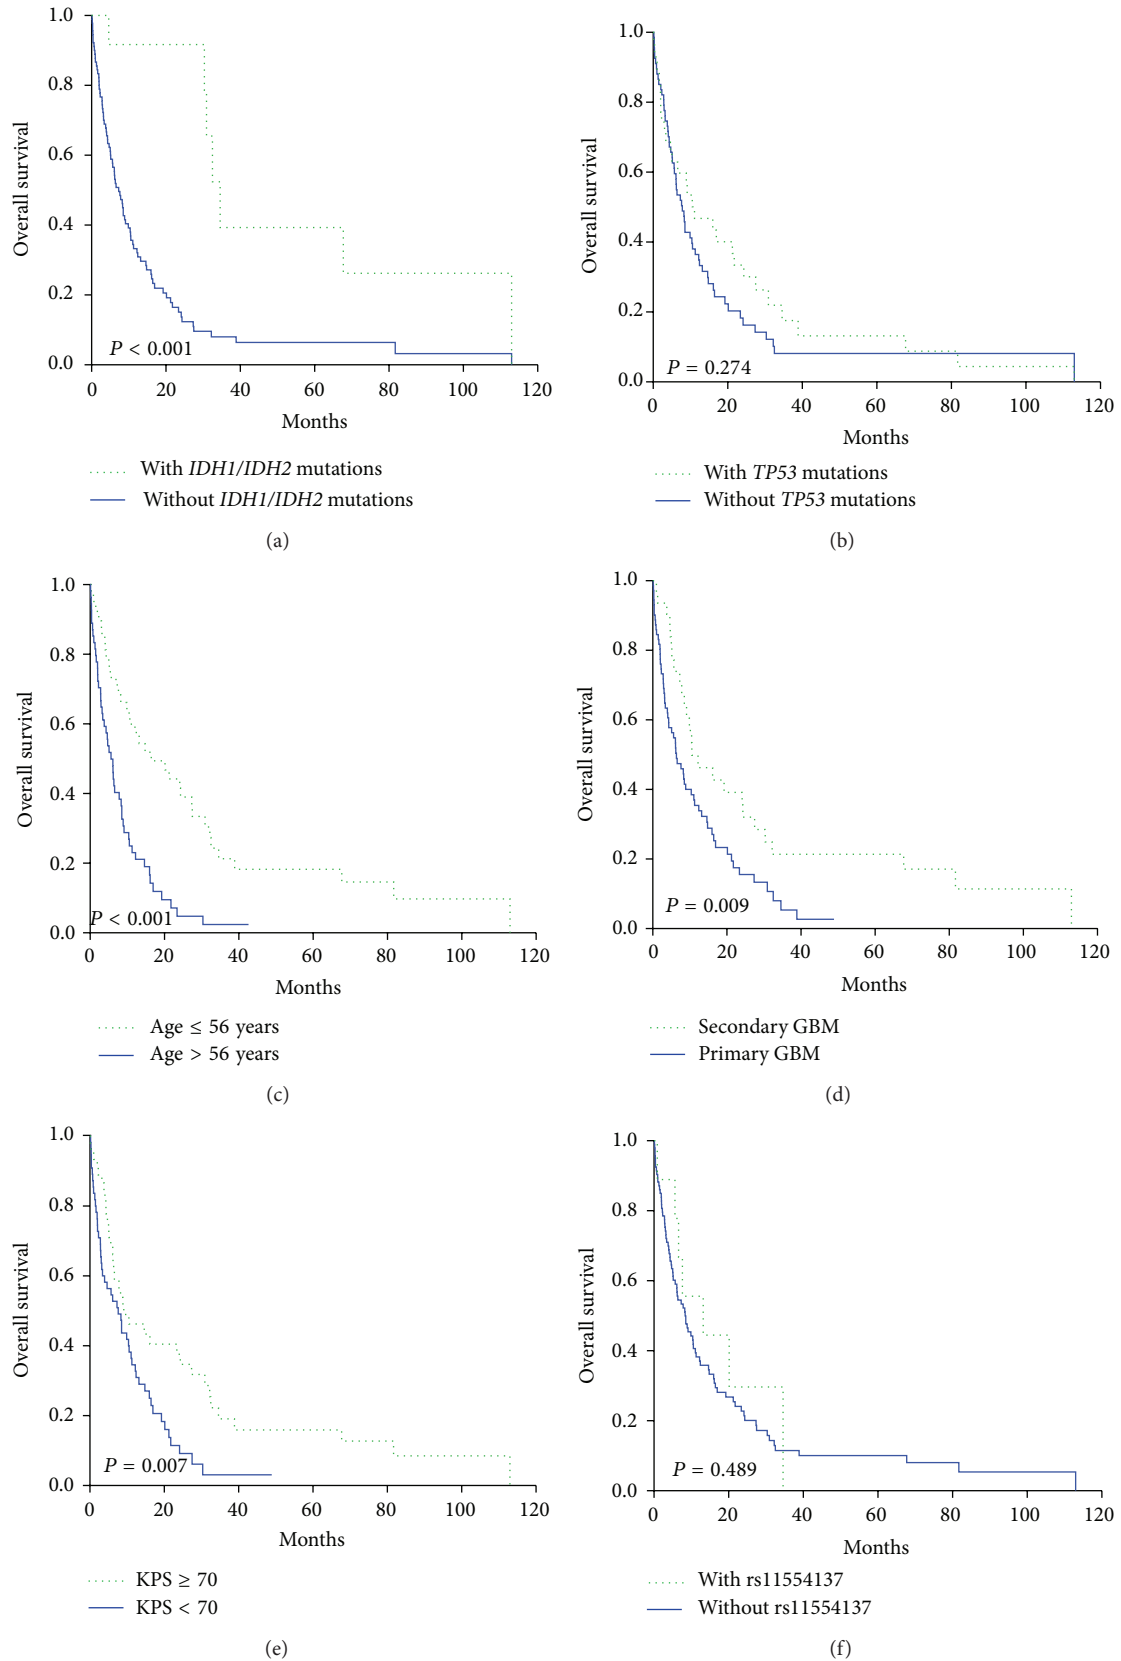 1.0
0.8
0.6
0.4
0.2
0.0
Overall survival
P < 0.001
0 20 40 60 80 100 120
Months
With IDH1/IDH2 mutations
Without IDH1/IDH2 mutations
(a)
1.0
0.8
0.6
0.4
0.2
0.0
Overall survival
P = 0.274
0 20 40 60 80 100 120
Months
With TP53 mutations
Without TP53 mutations
(b)
1.0
0.8
0.6
0.4
0.2
0.0
Overall survival
P < 0.001
0 20 40 60 80 100 120
Months
Age ≤ 56 years
Age > 56 years
(c)
1.0
0.8
0.6
0.4
0.2
0.0
Overall survival
P = 0.009
0 20 40 60 80 100 120
Months
Secondary GBM
Primary GBM
(d)
1.0
0.8
0.6
0.4
0.2
0.0
Overall survival
P = 0.007
0 20 40 60 80 100 120
Months
KPS ≥ 70
KPS < 70
(e)
1.0
0.8
0.6
0.4
0.2
0.0
Overall survival
P = 0.489
0 20 40 60 80 100 120
Months
With rs11554137
Without rs11554137
(f)